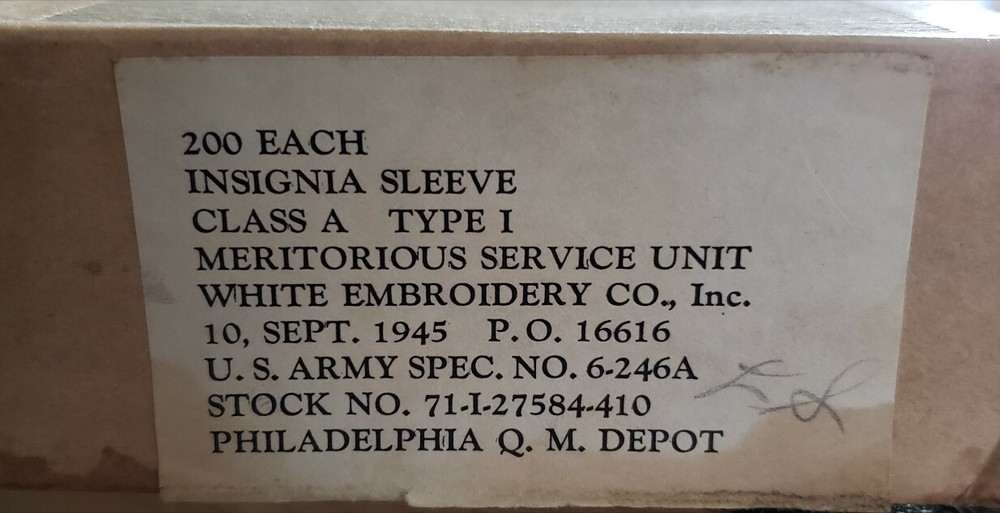 200 EACH
INSIGNIA SLEEVE
CLASS A TYPE I
MERITORIOUS SERVICE UNIT
WHITE EMBROIDERY CO., Inc.
10, SEPT. 1945 P.O. 16616
U. S. ARMY SPEC. NO. 6-246A
STOCK NO. 71-I-27584-410
PHILADELPHIA Q. M. DEPOT